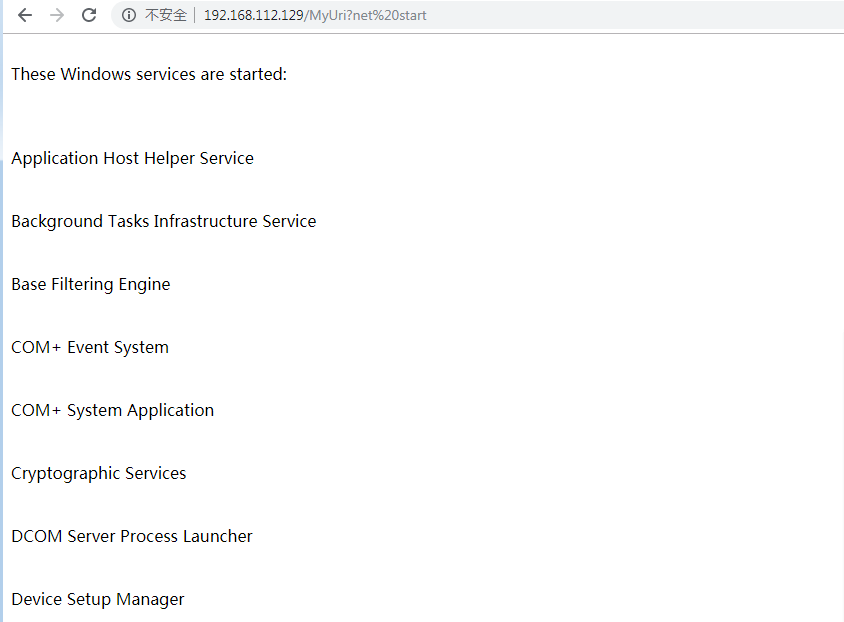 不安全 192.168.112.129/MyUri?net%20start
These Windows services are started:
Application Host Helper Service
Background Tasks Infrastructure Service
Base Filtering Engine
COM+ Event System
COM+ System Application
Cryptographic Services
DCOM Server Process Launcher
Device Setup Manager